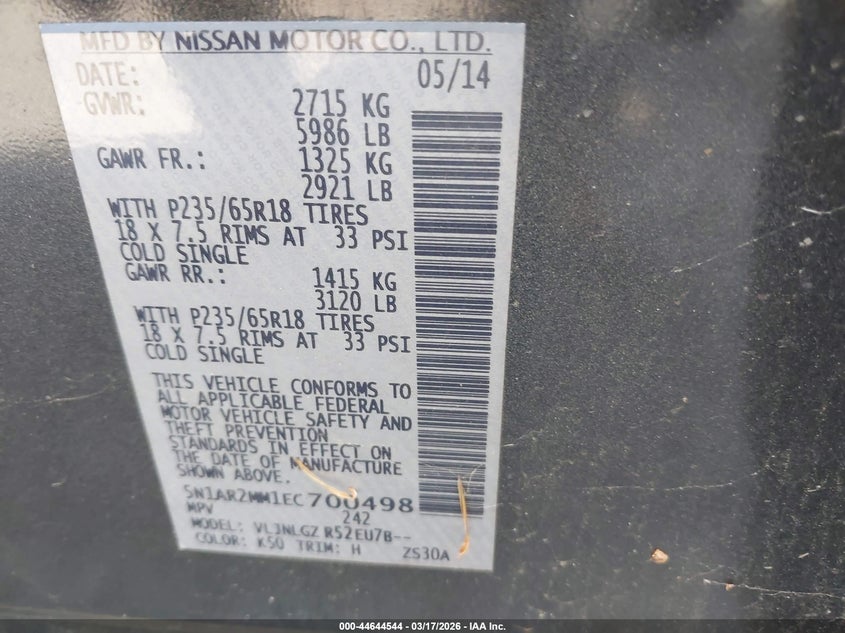 MFD BY NISSAN MOTOR CO., LTD.
DATE: 05/14
GVWR: 2715 KG
5986 LB
GAWR FR.: 1325 KG
2921 LB
WITH P235/65R18 TIRES
18 X 7.5 RIMS AT 33 PSI
COLD SINGLE
GAWR RR.: 1415 KG
3120 LB
WITH P235/65R18 TIRES
18 X 7.5 RIMS AT 33 PSI
COLD SINGLE
THIS VEHICLE CONFORMS TO
ALL APPLICABLE FEDERAL
MOTOR VEHICLE SAFETY AND
THEFT PREVENTION
STANDARDS IN EFFECT ON
THE DATE OF MANUFACTURE
SHOWN ABOVE.
5N1AR2MM1EC700498
MPV 242
MODEL: VLJNLGZ R52EU7B--
COLOR: K50 TRIM: H ZS30A
000-44644544 — 03/17/2026 — IAA Inc.